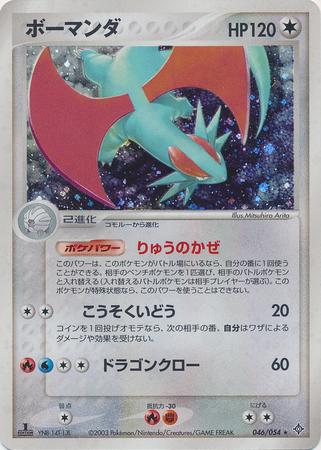 ボーマンダ HP120
Illus.Mitsuhiro Arita
2進化 コモルーから進化
ポケパワー りゅうのかぜ
このパワーは、このポケモンがバトル場にいるなら、自分の番に1回使う
ことができる。相手のベンチポケモンを1匹選び、相手のバトルポケモン
と入れ替える(入れ替えるバトルポケモンは相手プレイヤーが選ぶ)。この
ポケモンが特殊状態なら、このパワーを使うことはできない。
こうそくいどう 20
コインを1回投げオモテなら、次の相手の番、自分はワザによる
ダメージや効果を受けない。
ドラゴンクロー 60
弱点 抵抗力 -30 にげる
1 EDITION YNB-141-1JL ©2003 Pokémon/Nintendo/Creatures/GAME FREAK 046/054 ★